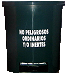 NO PELIGROSOS
ORDINARIOS
Y/O INERTES